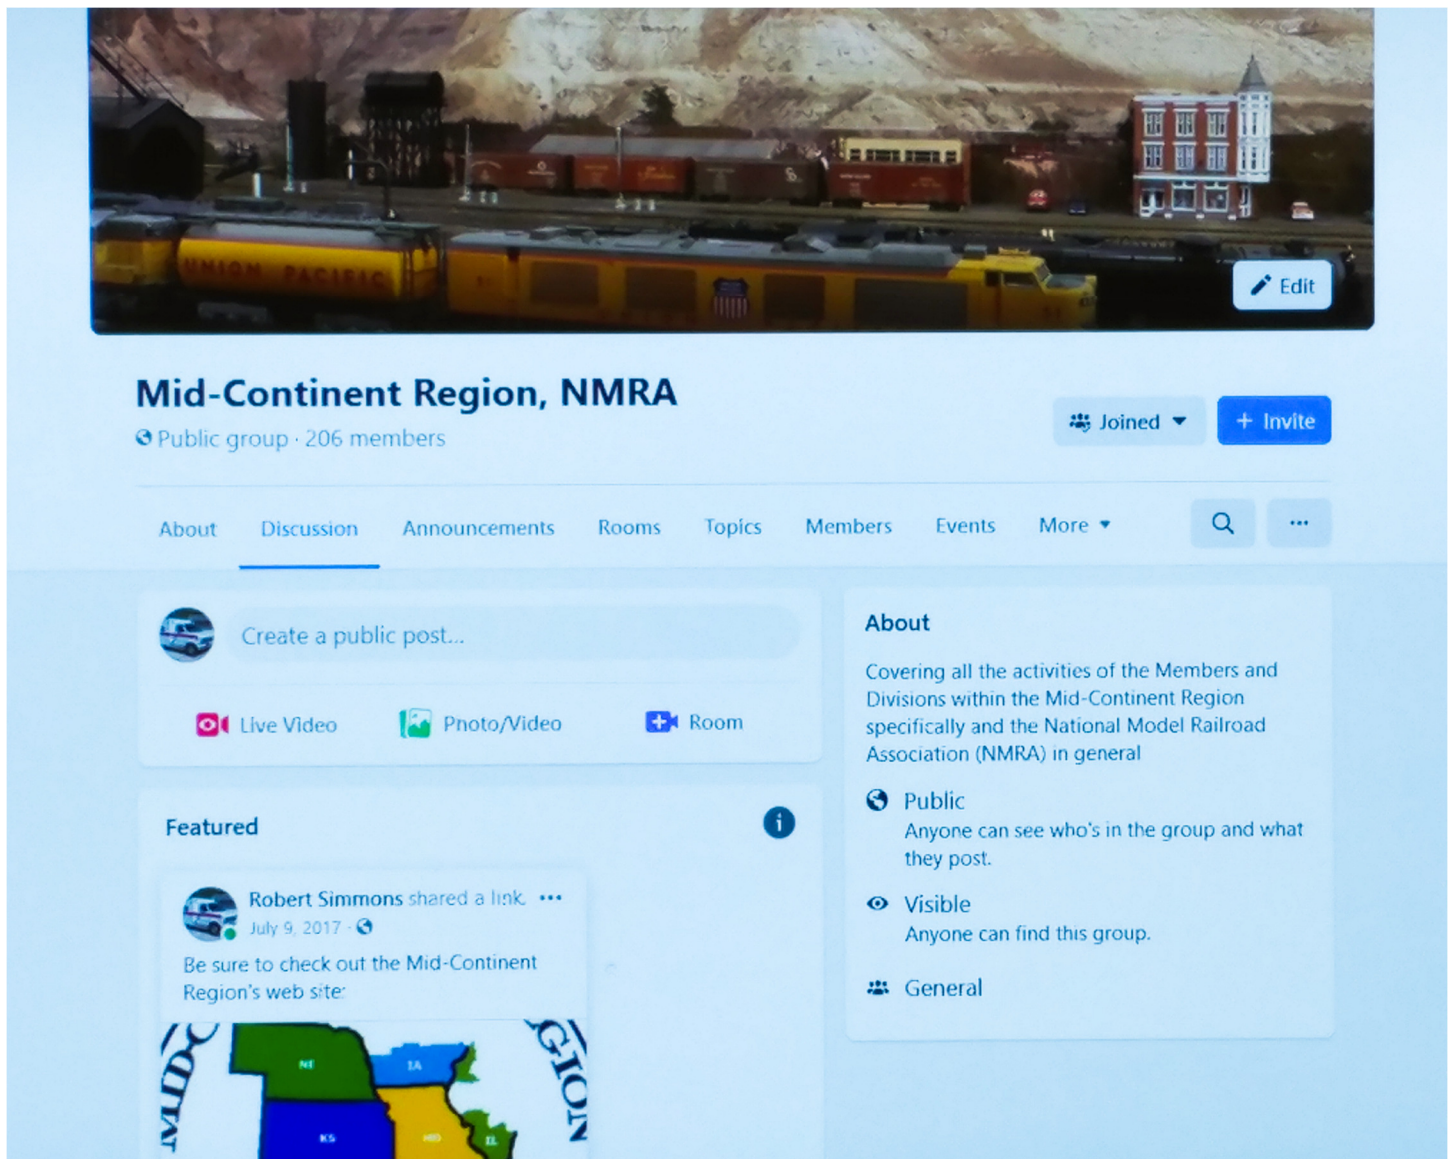 UNION PACIFIC
Edit
Mid-Continent Region, NMRA
Public group · 206 members
Joined
+ Invite
About
Discussion
Announcements
Rooms
Topics
Members
Events
More
Create a public post...
Live Video
Photo/Video
Room
Featured
Robert Simmons shared a link.
July 9, 2017 ·
Be sure to check out the Mid-Continent
Region's web site:
MID-C
GION
NE
IA
KS
MO
IL
About
Covering all the activities of the Members and
Divisions within the Mid-Continent Region
specifically and the National Model Railroad
Association (NMRA) in general
Public
Anyone can see who's in the group and what
they post.
Visible
Anyone can find this group.
General